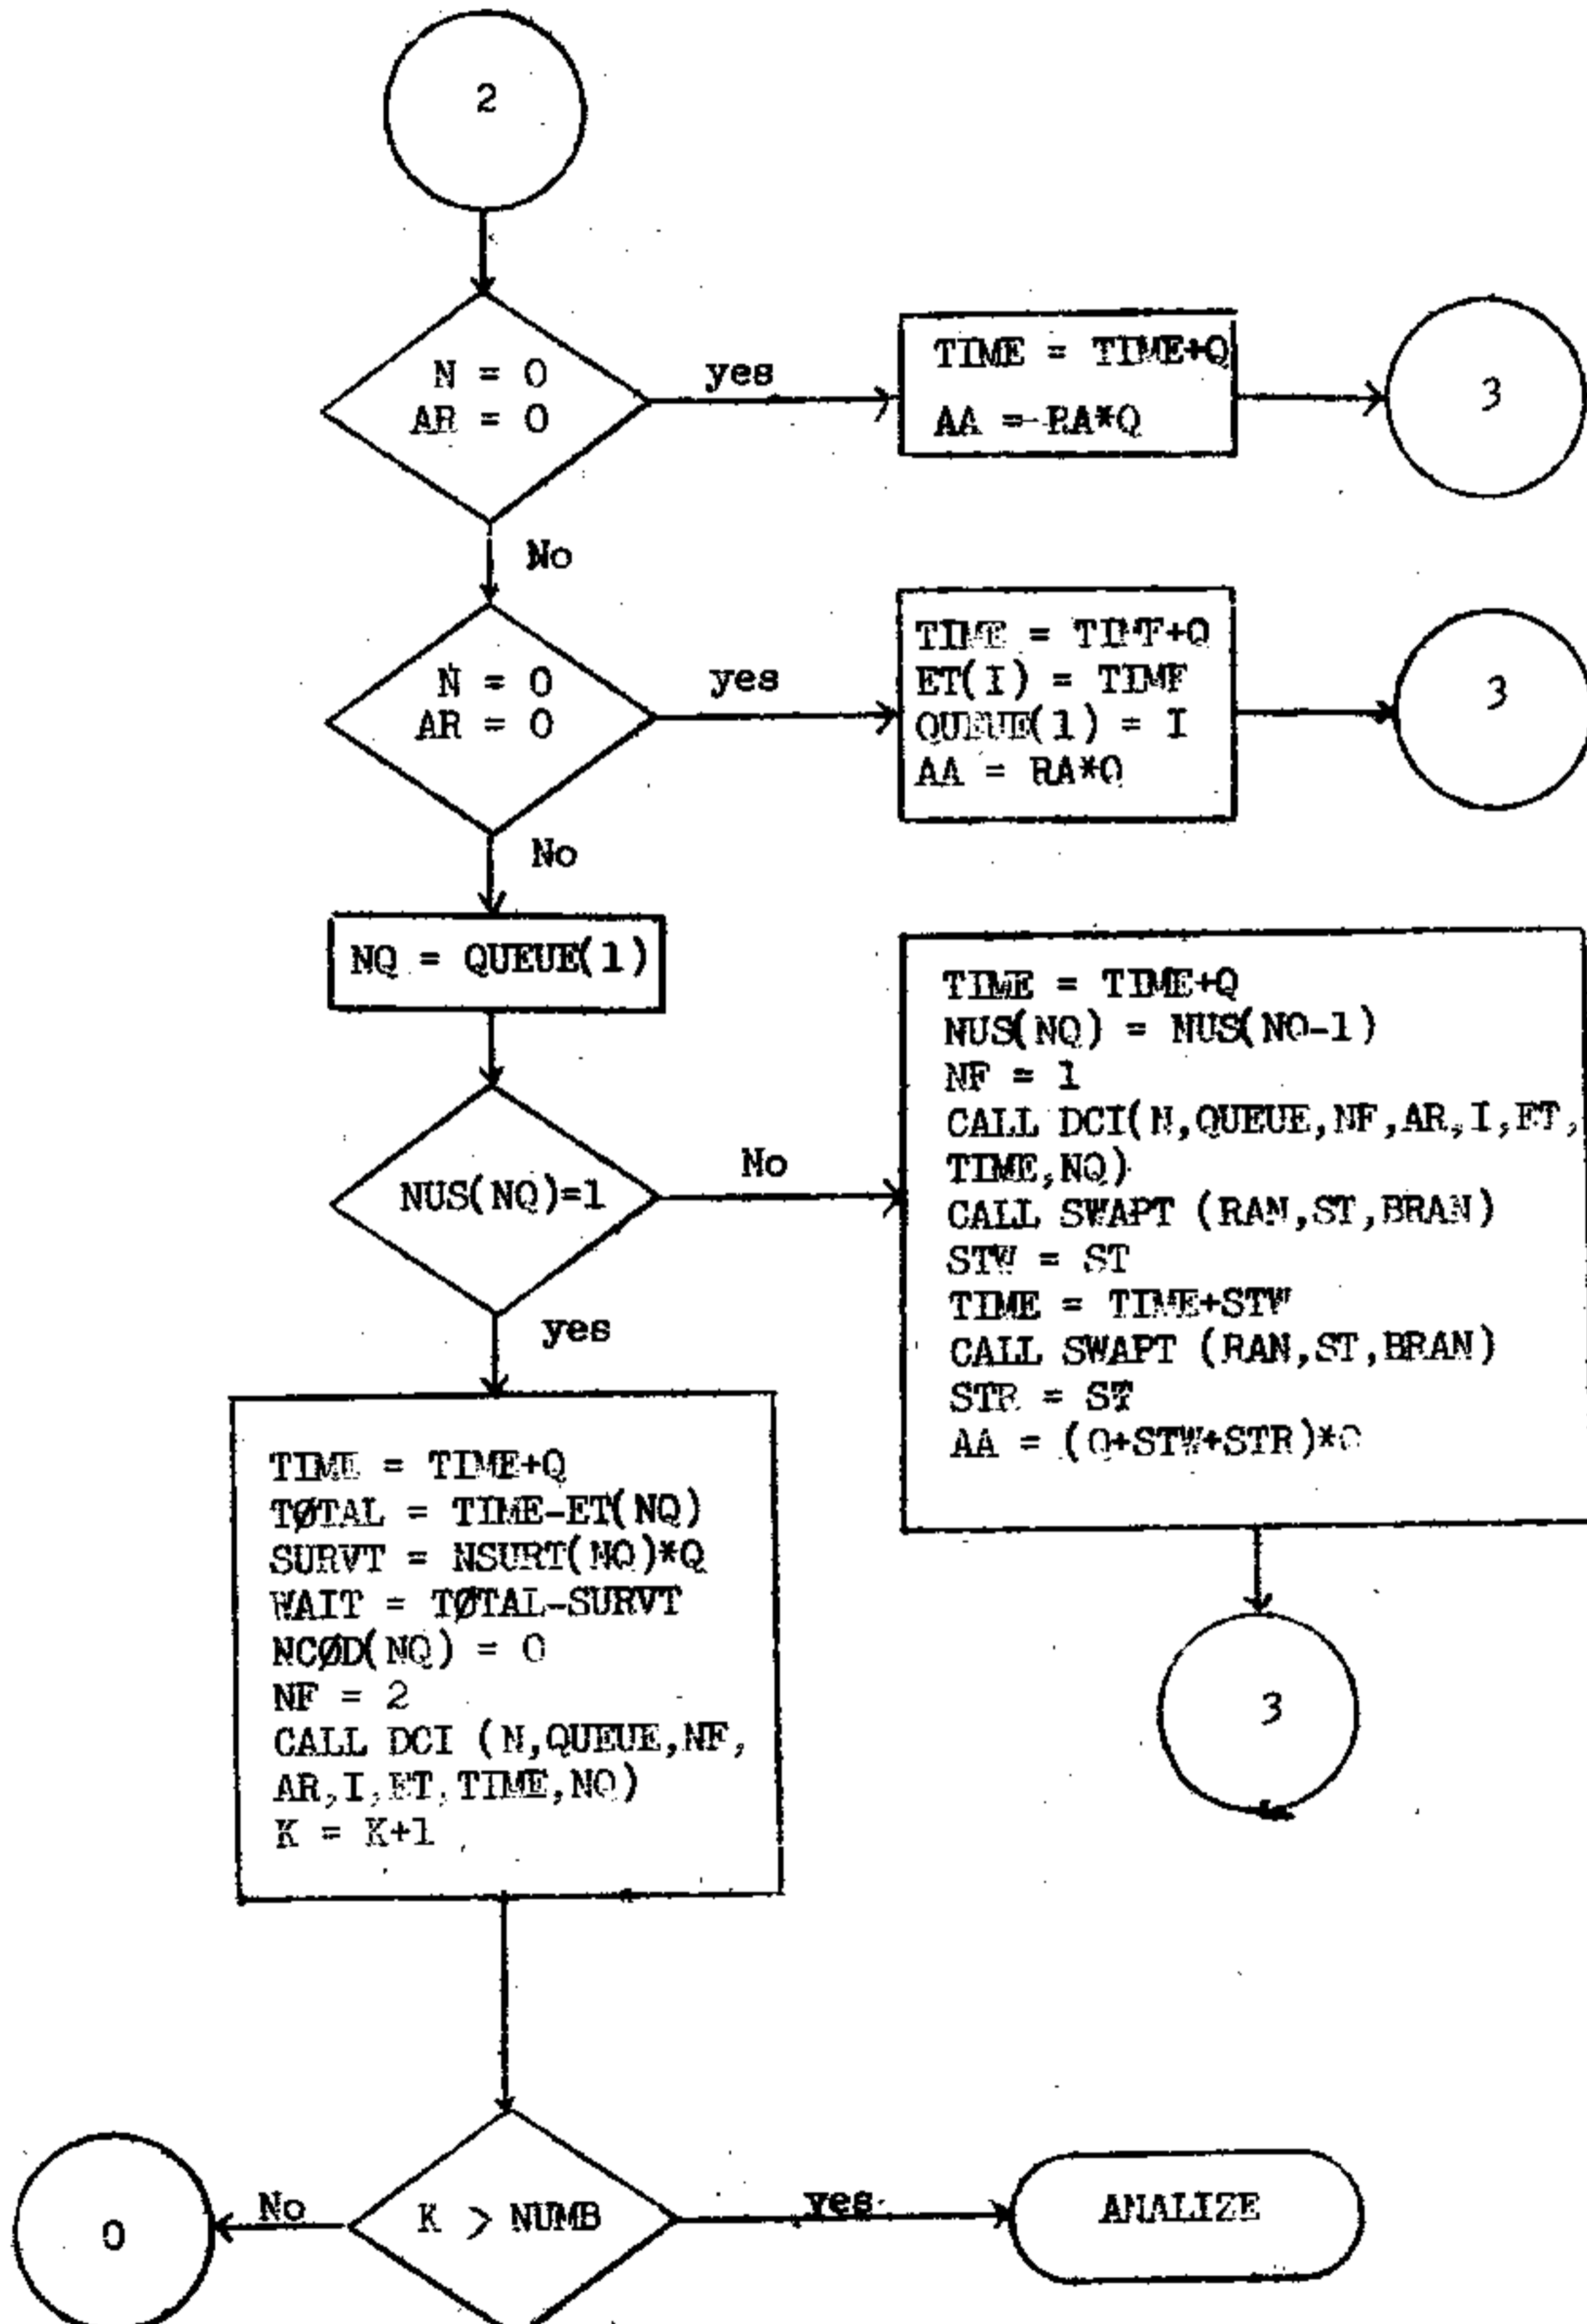 2
N = 0
AR = 0
yes
TIME = TIME+Q
AA = RA*Q
3
No
N = 0
AR = 0
yes
TIME = TIME+Q
ET(I) = TIME
QUEUE(1) = I
AA = RA*Q
3
No
NQ = QUEUE(1)
NUS(NQ)=1
No
TIME = TIME+Q
NUS(NQ) = NUS(NQ-1)
NF = 1
CALL DCI(N,QUEUE,NF,AR,I,ET,
TIME,NQ)
CALL SWAPT (RAN,ST,BRAN)
STW = ST
TIME = TIME+STW
CALL SWAPT (RAN,ST,BRAN)
STR = ST
AA = (Q+STW+STR)*Q
3
yes
TIME = TIME+Q
TØTAL = TIME-ET(NQ)
SURVT = NSURT(NQ)*Q
WAIT = TØTAL-SURVT
NCØD(NQ) = 0
NF = 2
CALL DCI (N,QUEUE,NF,
AR,I,ET,TIME,NQ)
K = K+1
K > NUMB
No
0
yes
ANALIZE